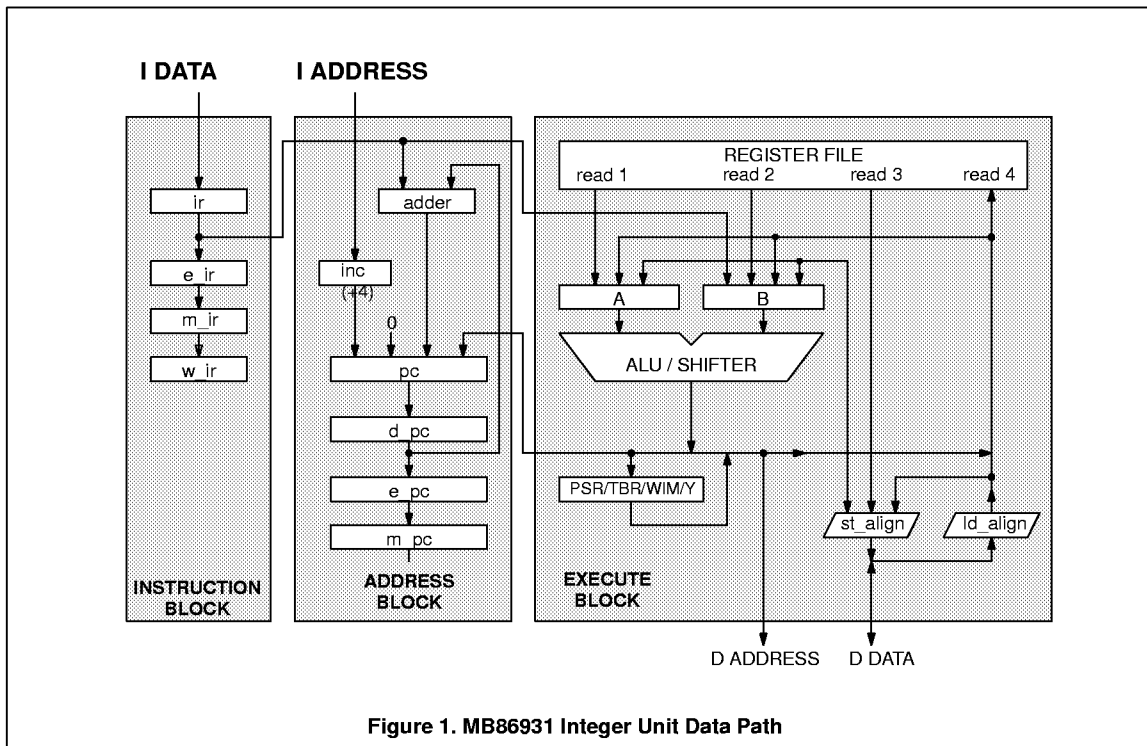 I DATA
I ADDRESS
REGISTER FILE
read 1 read 2 read 3 read 4
ir
adder
e_ir
inc
(+4)
m_ir
A
B
0
w_ir
pc
ALU / SHIFTER
d_pc
e_pc
PSR/TBR/WIM/Y
m_pc
st_align
ld_align
INSTRUCTION
BLOCK
ADDRESS
BLOCK
EXECUTE
BLOCK
D ADDRESS
D DATA
Figure 1. MB86931 Integer Unit Data Path